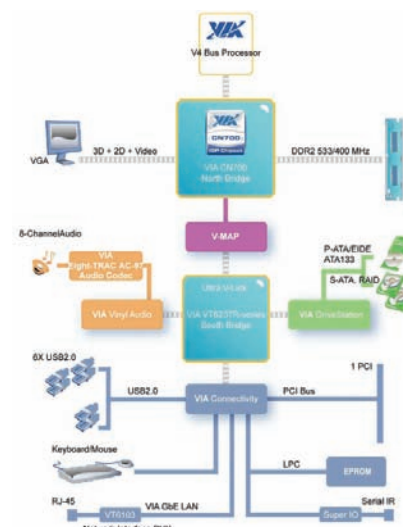 VIA
V4 Bus Processor
VIA
CN700
VGA
3D + 2D + Video
VIA CN700
North Bridge
DDR2 533/400 MHz
V-MAP
8-ChannelAudio
VIA
Eight-TRAC AC-97
Audio Codec
VIA Vinyl Audio
Ultra V-Link
South Bridge
P-ATA/EIDE
ATA133
S-ATA, RAID
VIA DriveStation
6X USB2.0
USB2.0
VIA Connectivity
PCI Bus
1 PCI
Keyboard/Mouse
LPC
EPROM
RJ-45
VT6103
VIA GbE LAN
Super IO
Serial IR